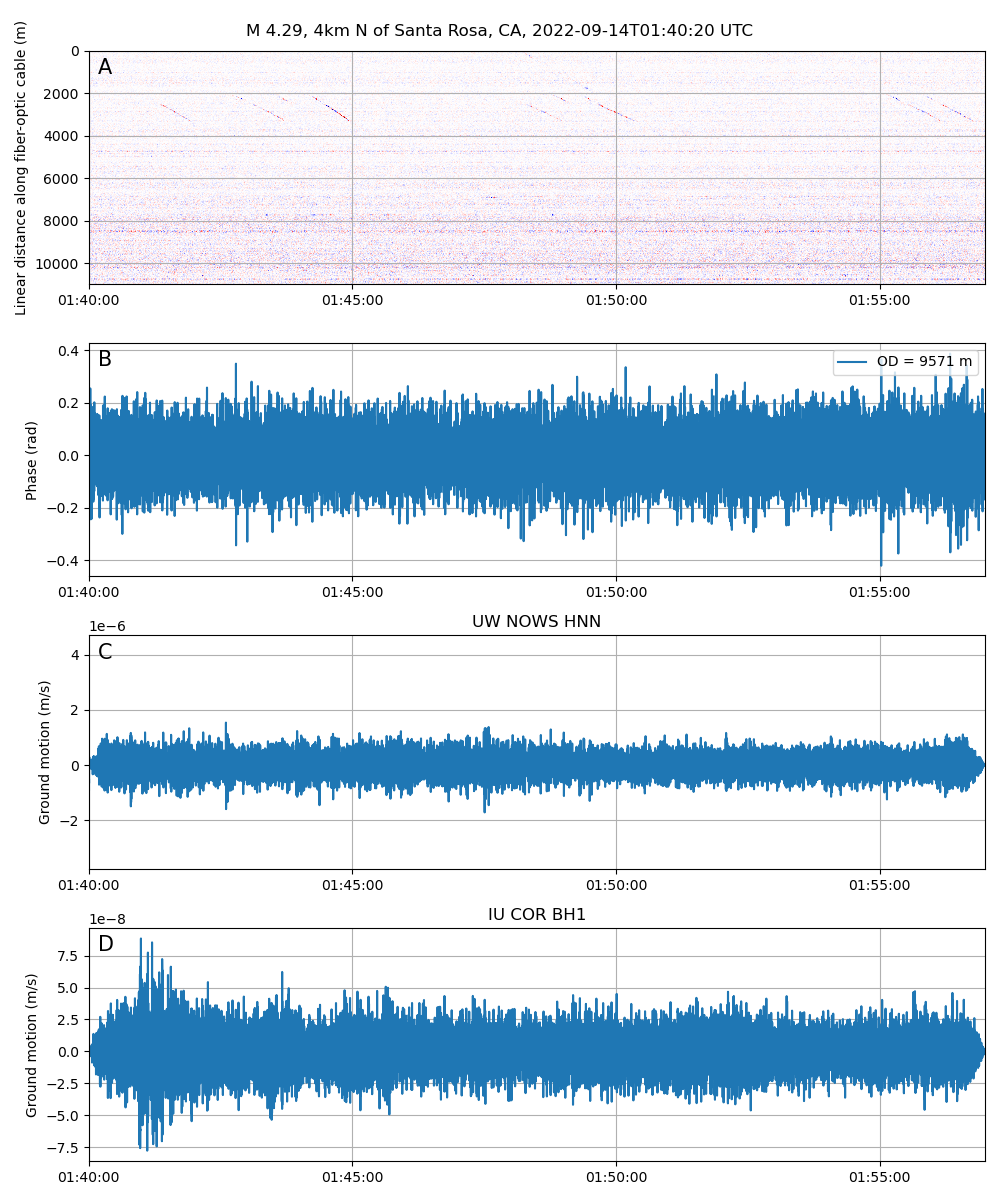 M 4.29, 4km N of Santa Rosa, CA, 2022-09-14T01:40:20 UTC
Linear distance along fiber-optic cable (m)
A
0
2000
4000
6000
8000
10000
01:40:00 01:45:00 01:50:00 01:55:00
B
OD = 9571 m
Phase (rad)
0.4
0.2
0.0
−0.2
−0.4
01:40:00 01:45:00 01:50:00 01:55:00
UW NOWS HNN
1e−6
C
Ground motion (m/s)
4
2
0
−2
01:40:00 01:45:00 01:50:00 01:55:00
IU COR BH1
1e−8
D
Ground motion (m/s)
7.5
5.0
2.5
0.0
−2.5
−5.0
−7.5
01:40:00 01:45:00 01:50:00 01:55:00